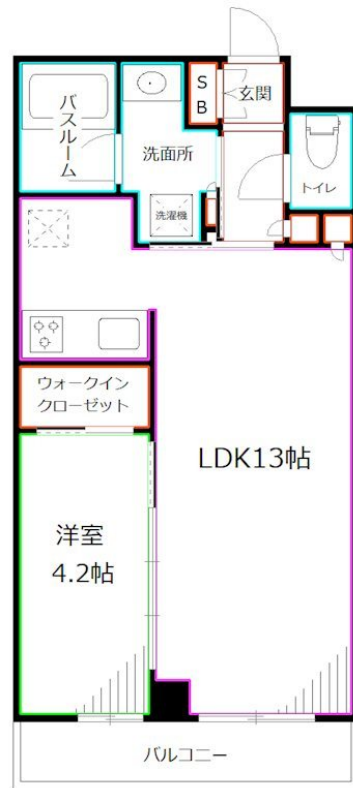 バスルーム
洗面所
S
B
玄関
トイレ
洗濯機
ウォークイン
クローゼット
LDK13帖
洋室
4.2帖
バルコニー